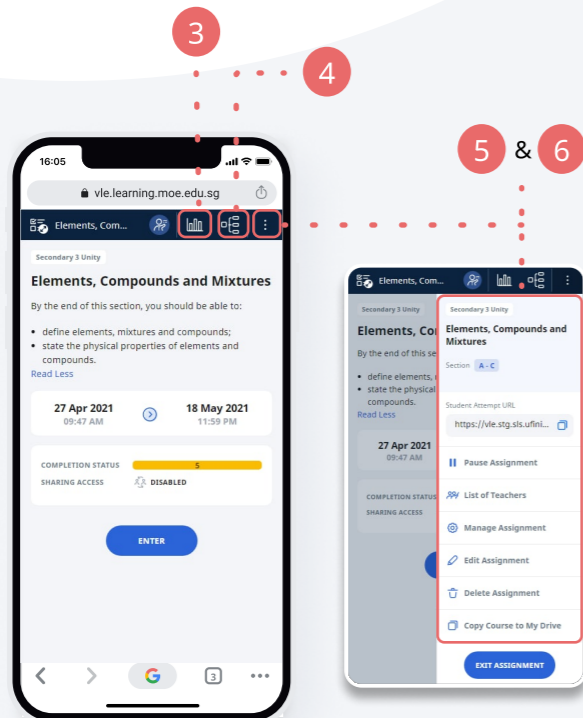 3
4
5 & 6
16:05
vle.learning.moe.edu.sg
Elements, Com...
Secondary 3 Unity
Elements, Compounds and Mixtures
By the end of this section, you should be able to:
• define elements, mixtures and compounds;
• state the physical properties of elements and
compounds.
Read Less
27 Apr 2021
09:47 AM
18 May 2021
11:59 PM
COMPLETION STATUS
5
SHARING ACCESS
DISABLED
ENTER
G
3
Elements, Com...
Secondary 3 Unity
Elements, Co
By the end of this se
• define elements,
• state the physical
compounds.
Read Less
27 Apr 2021
09:47 AM
COMPLETION STATUS
SHARING ACCESS
Secondary 3 Unity
Elements, Compounds and
Mixtures
Section A - C
Student Attempt URL
https://vle.stg.sls.ufini...
Pause Assignment
List of Teachers
Manage Assignment
Edit Assignment
Delete Assignment
Copy Course to My Drive
EXIT ASSIGNMENT